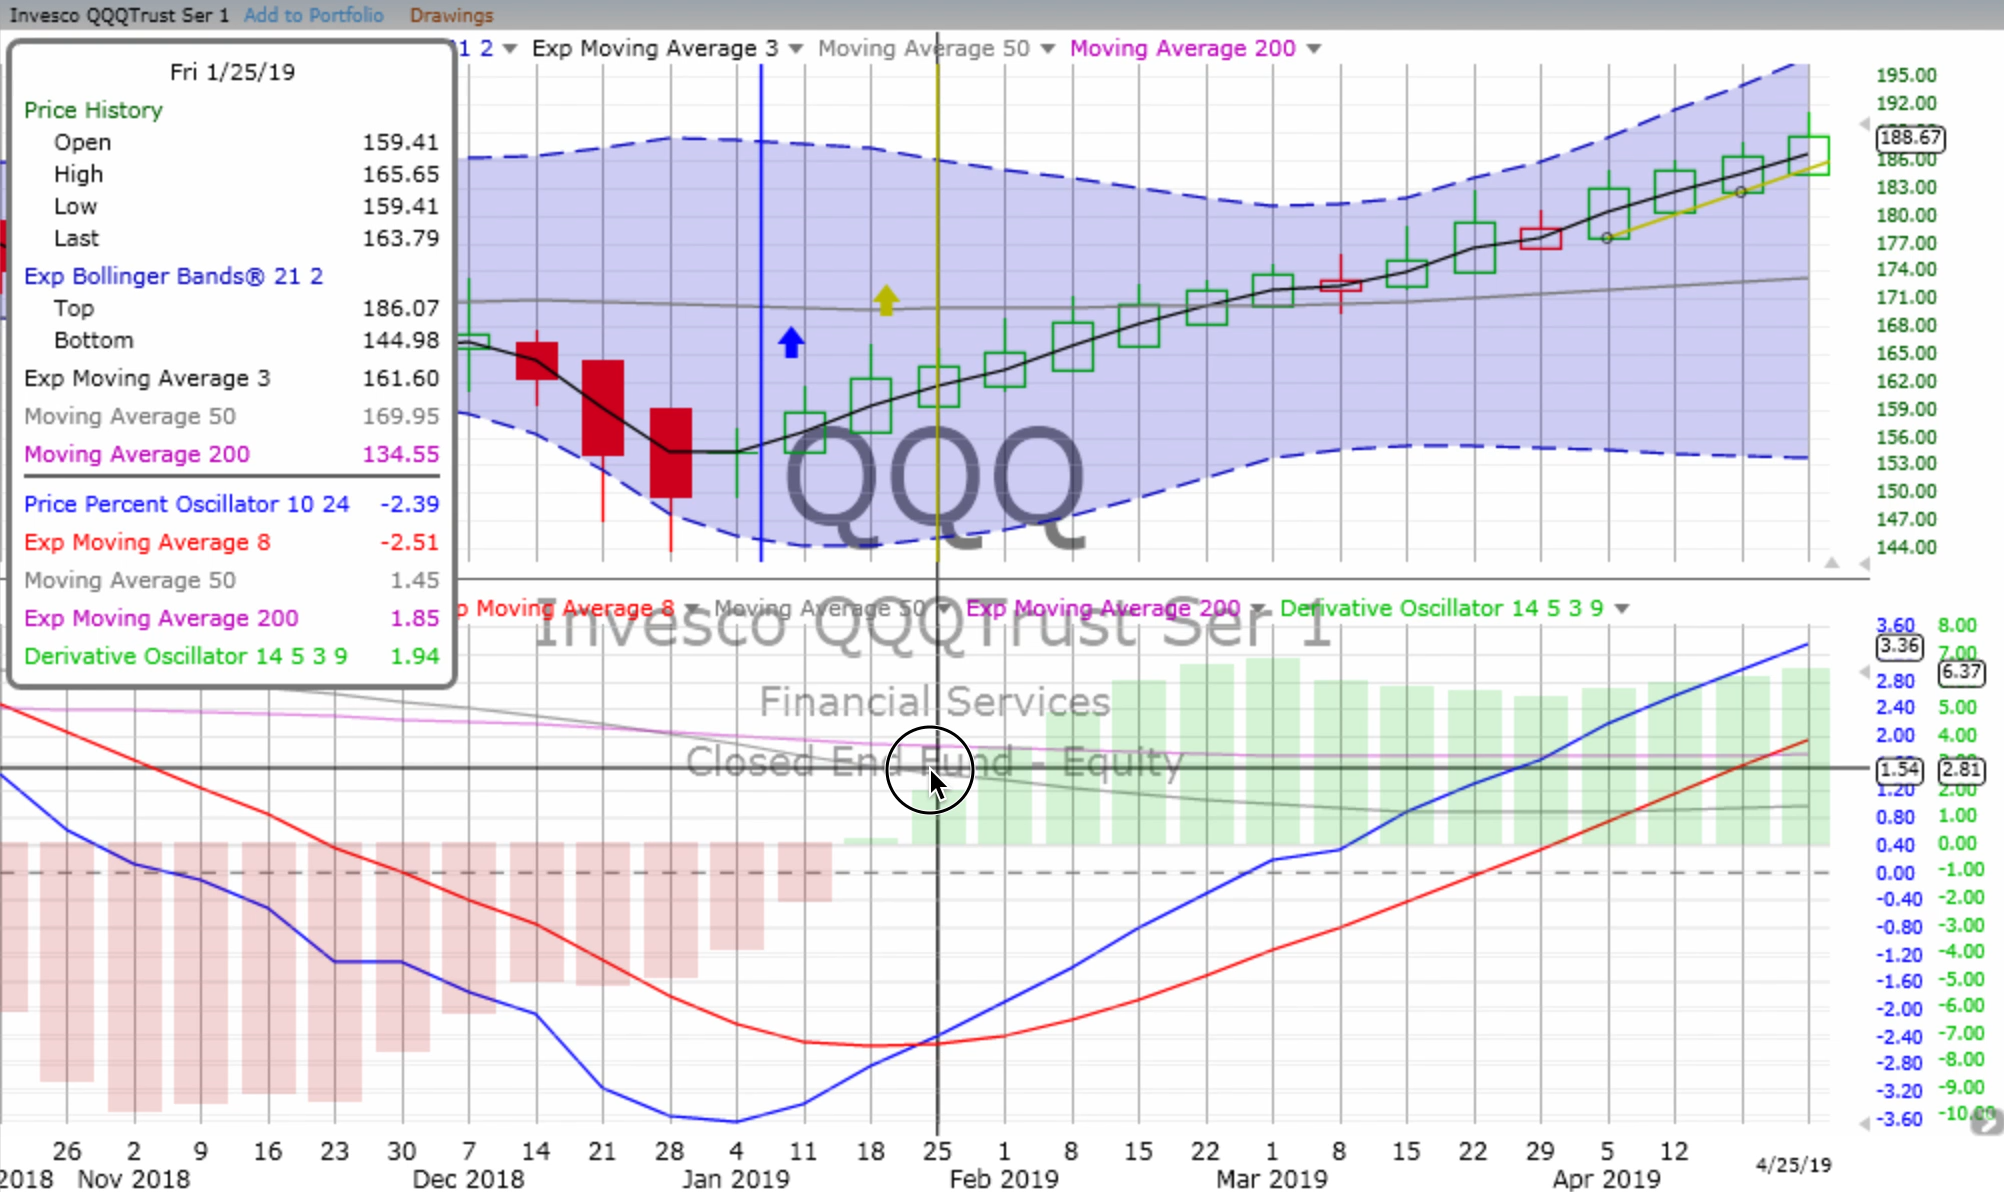 Invesco QQQTrust Ser 1 Add to Portfolio Drawings
1 2 Exp Moving Average 3 Moving Average 50 Moving Average 200
Fri 1/25/19
Price History
Open 159.41
High 165.65
Low 159.41
Last 163.79
Exp Bollinger Bands® 21 2
Top 186.07
Bottom 144.98
Exp Moving Average 3 161.60
Moving Average 50 169.95
Moving Average 200 134.55
Price Percent Oscillator 10 24 -2.39
Exp Moving Average 8 -2.51
Moving Average 50 1.45
Exp Moving Average 200 1.85
Derivative Oscillator 14 5 3 9 1.94
195.00
192.00
188.67
186.00
183.00
180.00
177.00
174.00
171.00
168.00
165.00
162.00
159.00
156.00
153.00
150.00
147.00
144.00
QQQ
p Moving Average 8 Moving Average 50 Exp Moving Average 200 Derivative Oscillator 14 5 3 9
Invesco QQQTrust Ser 1
Financial Services
Closed End Fund - Equity
3.60 8.00
3.36 7.00
6.37
2.80
2.40 5.00
2.00 4.00
1.54 2.81
1.20 2.00
0.80 1.00
0.40 0.00
0.00 -1.00
-0.40 -2.00
-0.80 -3.00
-1.20 -4.00
-1.60 -5.00
-2.00 -6.00
-2.40 -7.00
-2.80 -8.00
-3.20 -9.00
-3.60 -10.00
26 2 9 16 23 30 7 14 21 28 4 11 18 25 1 8 15 22 1 8 15 22 29 5 12 4/25/19
2018 Nov 2018 Dec 2018 Jan 2019 Feb 2019 Mar 2019 Apr 2019